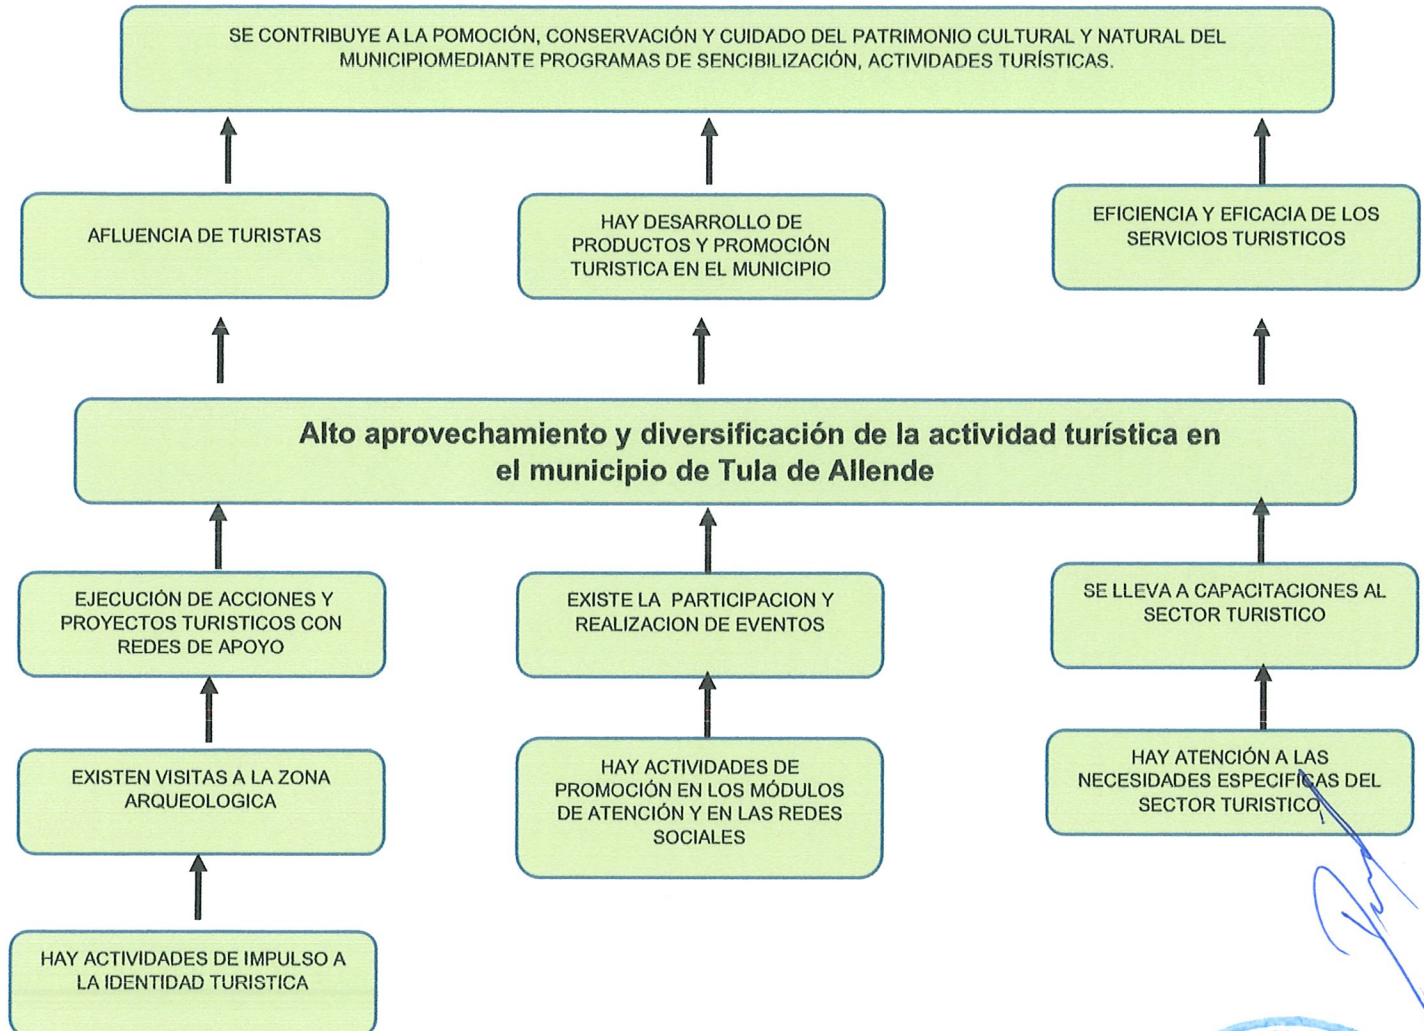 SE CONTRIBUYE A LA POMOCIÓN, CONSERVACIÓN Y CUIDADO DEL PATRIMONIO CULTURAL Y NATURAL DEL
MUNICIPIOMEDIANTE PROGRAMAS DE SENCIBILIZACIÓN, ACTIVIDADES TURÍSTICAS.
AFLUENCIA DE TURISTAS
HAY DESARROLLO DE
PRODUCTOS Y PROMOCIÓN
TURISTICA EN EL MUNICIPIO
EFICIENCIA Y EFICACIA DE LOS
SERVICIOS TURISTICOS
Alto aprovechamiento y diversificación de la actividad turística en
el municipio de Tula de Allende
EJECUCIÓN DE ACCIONES Y
PROYECTOS TURISTICOS CON
REDES DE APOYO
EXISTE LA PARTICIPACION Y
REALIZACION DE EVENTOS
SE LLEVA A CAPACITACIONES AL
SECTOR TURISTICO
EXISTEN VISITAS A LA ZONA
ARQUEOLOGICA
HAY ACTIVIDADES DE
PROMOCIÓN EN LOS MÓDULOS
DE ATENCIÓN Y EN LAS REDES
SOCIALES
HAY ATENCIÓN A LAS
NECESIDADES ESPECIFICAS DEL
SECTOR TURISTICO
HAY ACTIVIDADES DE IMPULSO A
LA IDENTIDAD TURISTICA